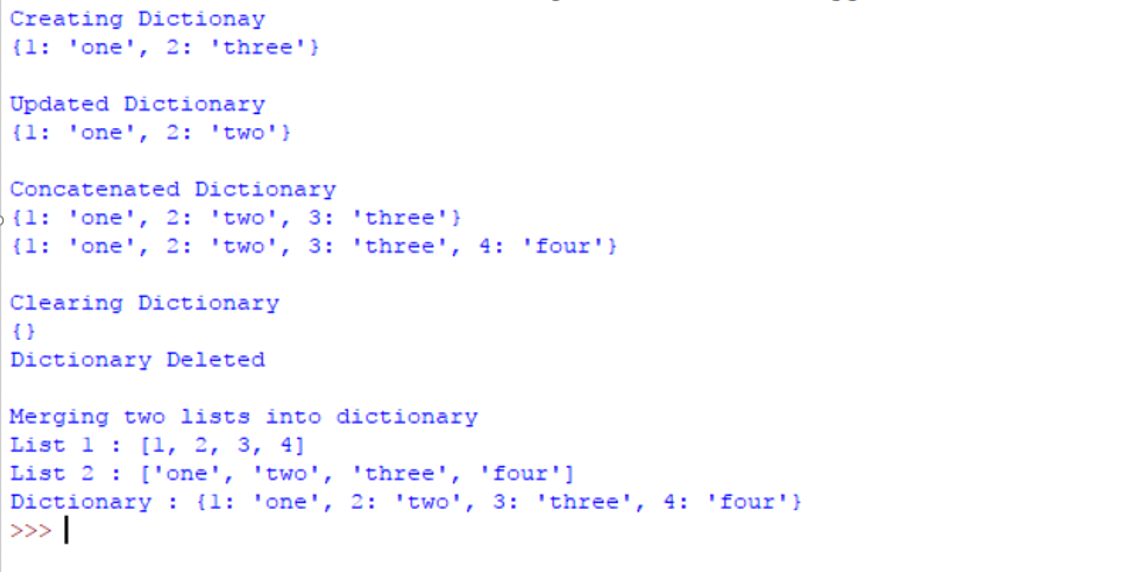 Creating Dictionay
{1: 'one', 2: 'three'}
Updated Dictionary
{1: 'one', 2: 'two'}
Concatenated Dictionary
{1: 'one', 2: 'two', 3: 'three'}
{1: 'one', 2: 'two', 3: 'three', 4: 'four'}
Clearing Dictionary
{}
Dictionary Deleted
Merging two lists into dictionary
List 1 : [1, 2, 3, 4]
List 2 : ['one', 'two', 'three', 'four']
Dictionary : {1: 'one', 2: 'two', 3: 'three', 4: 'four'}
>>>